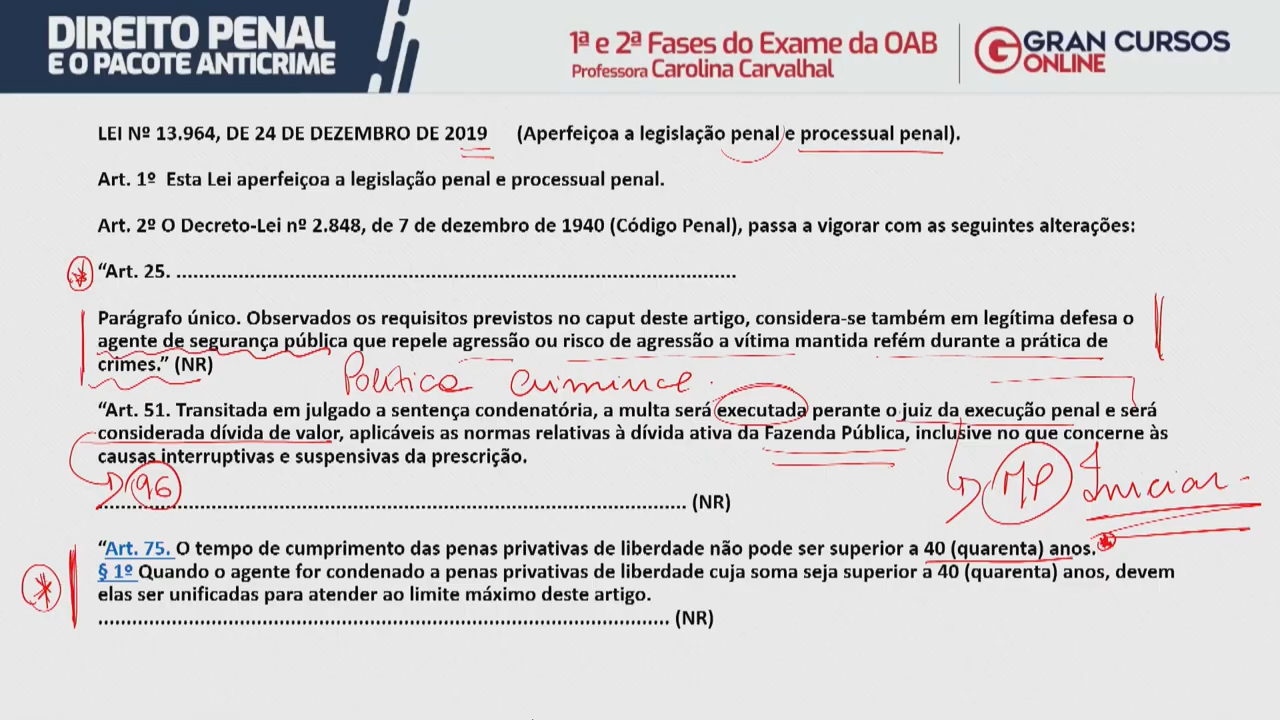 DIREITO PENAL
E O PACOTE ANTICRIME
1ª e 2ª Fases do Exame da OAB
Professora Carolina Carvalhal
GRAN CURSOS
ONLINE
LEI Nº 13.964, DE 24 DE DEZEMBRO DE 2019 (Aperfeiçoa a legislação penal e processual penal).
Art. 1º Esta Lei aperfeiçoa a legislação penal e processual penal.
Art. 2º O Decreto-Lei nº 2.848, de 7 de dezembro de 1940 (Código Penal), passa a vigorar com as seguintes alterações:
“Art. 25. ....................................................................................................
Parágrafo único. Observados os requisitos previstos no caput deste artigo, considera-se também em legítima defesa o
agente de segurança pública que repele agressão ou risco de agressão a vítima mantida refém durante a prática de
crimes.” (NR)
Política Criminal.
“Art. 51. Transitada em julgado a sentença condenatória, a multa será executada perante o juiz da execução penal e será
considerada dívida de valor, aplicáveis as normas relativas à dívida ativa da Fazenda Pública, inclusive no que concerne às
causas interruptivas e suspensivas da prescrição.
96
MP Iniciar
......................................................................................................... (NR)
“Art. 75. O tempo de cumprimento das penas privativas de liberdade não pode ser superior a 40 (quarenta) anos.
§ 1º Quando o agente for condenado a penas privativas de liberdade cuja soma seja superior a 40 (quarenta) anos, devem
elas ser unificadas para atender ao limite máximo deste artigo.
...................................................................................................... (NR)